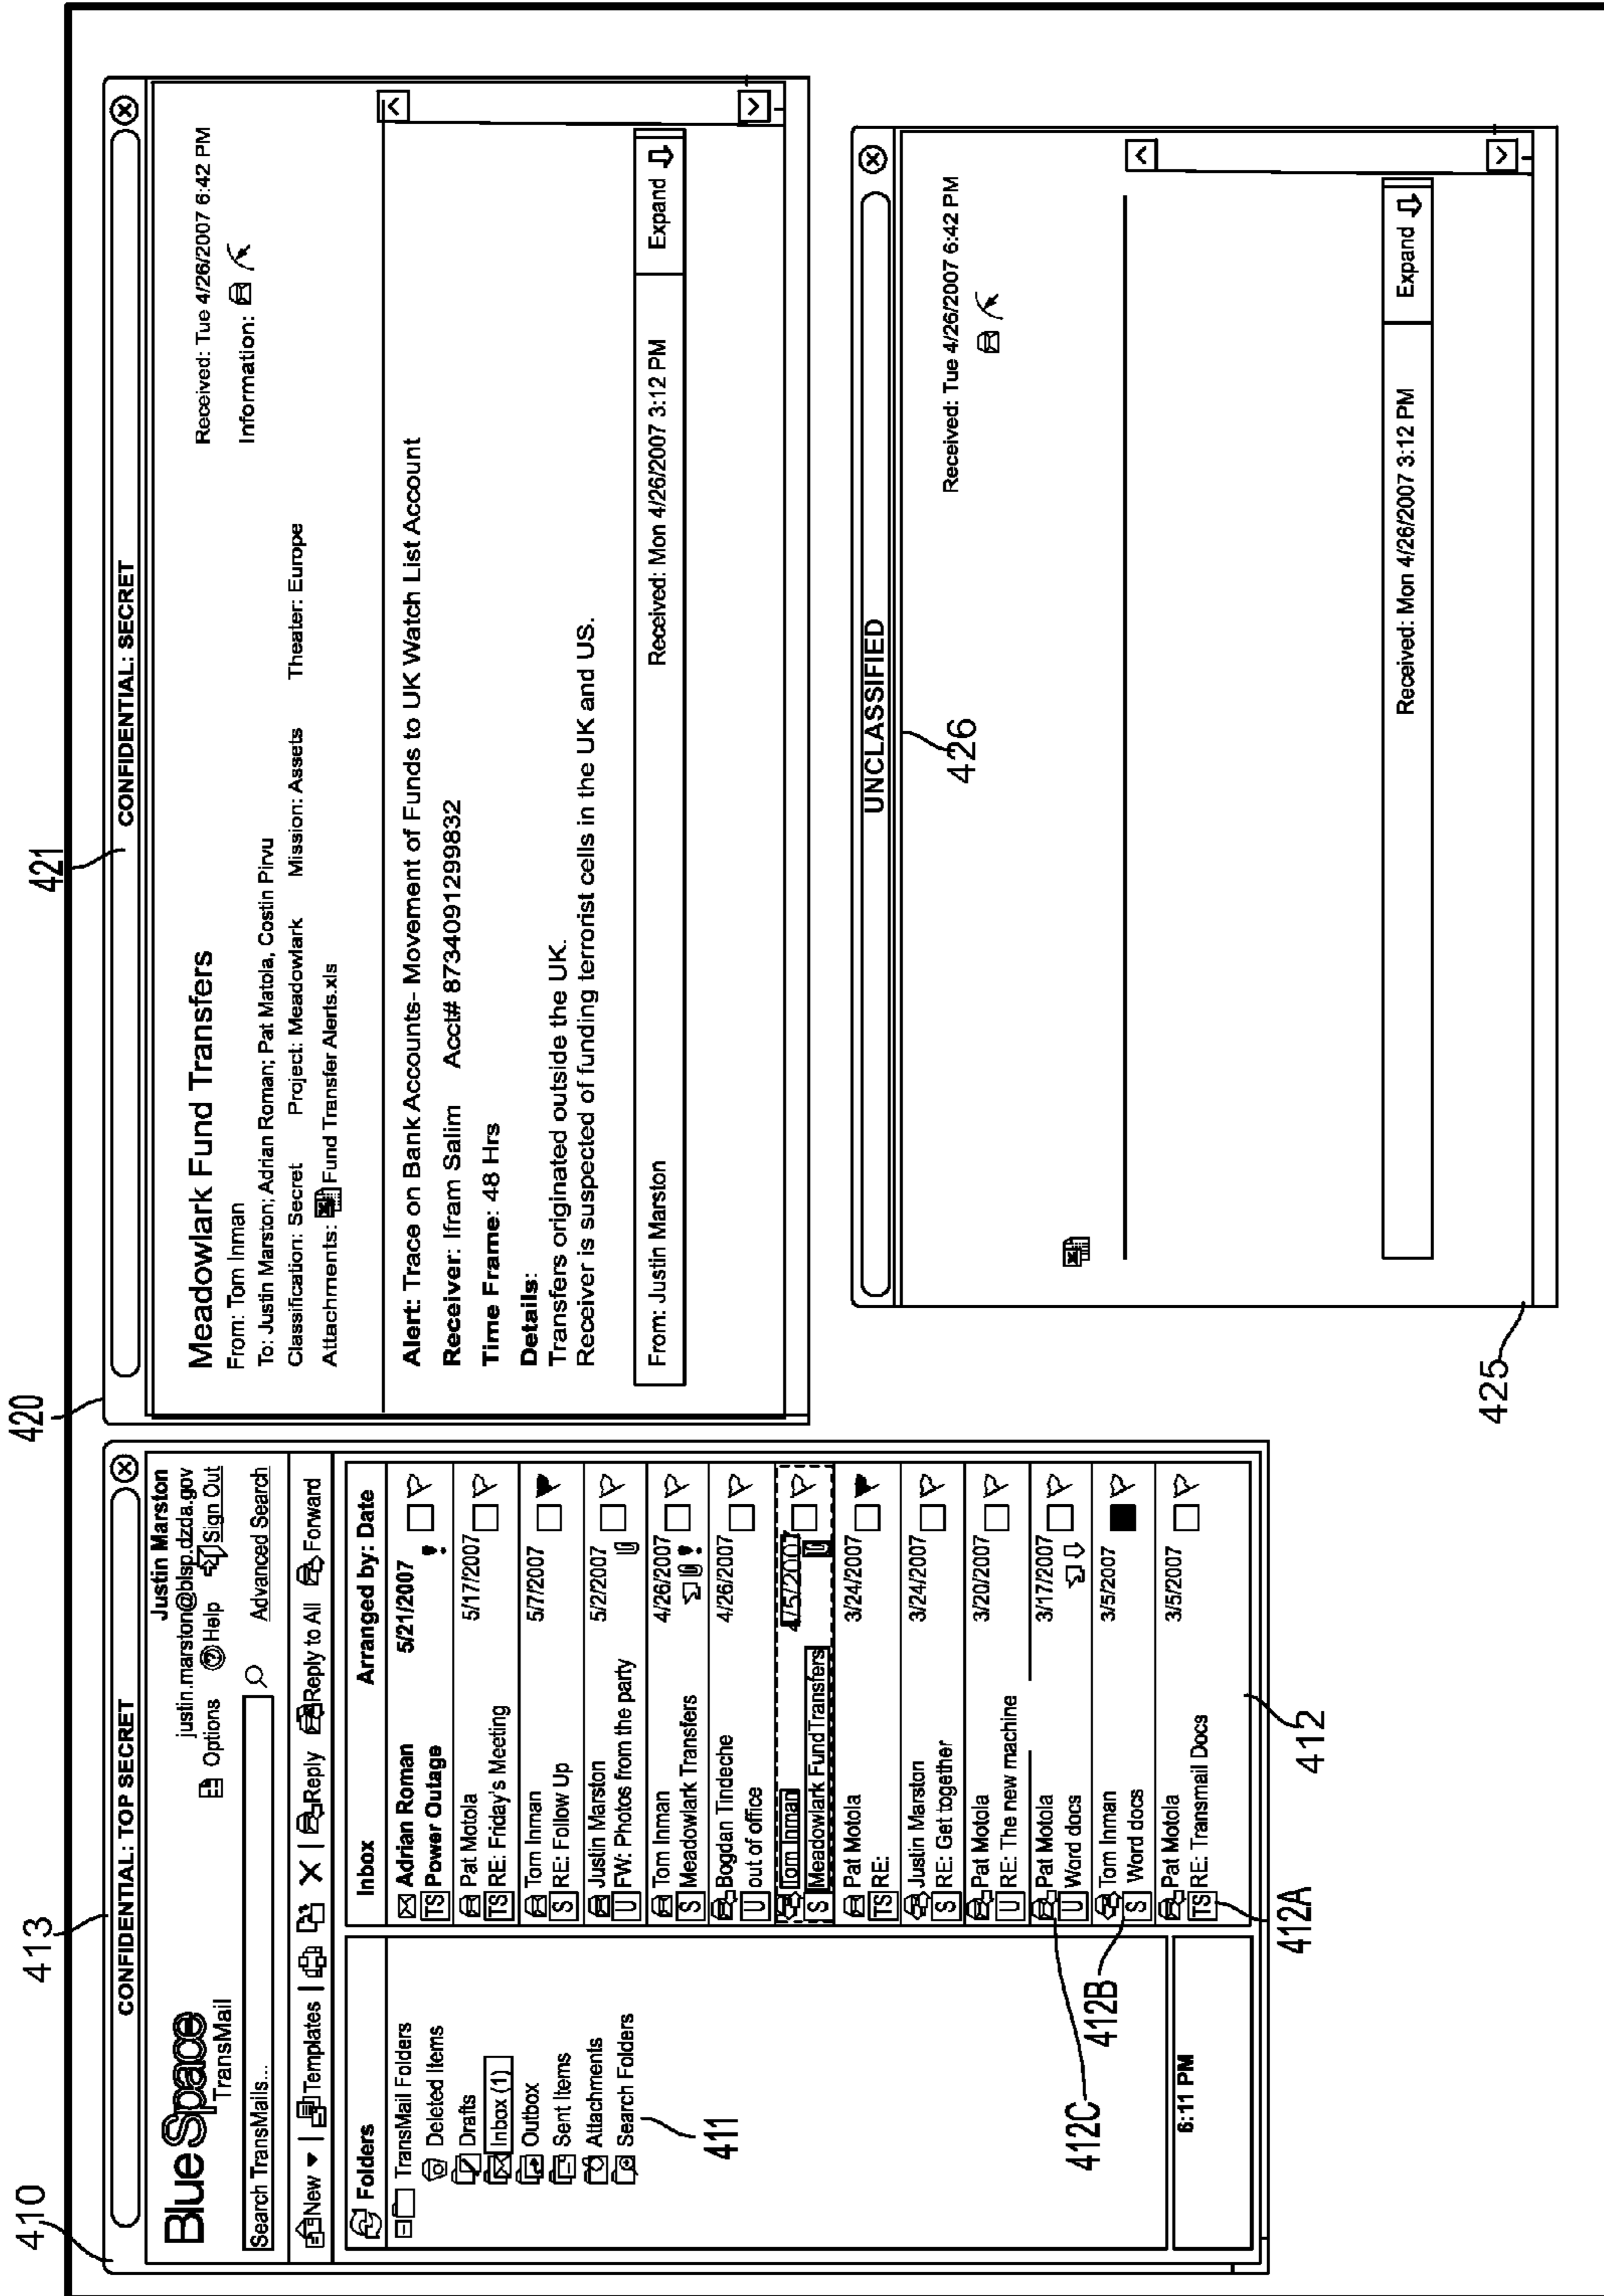 410
413
CONFIDENTIAL: TOP SECRET
BlueSpace
TransMail
Justin Marston
justin.marston@blsp.dzda.gov
Options Help Sign Out
Search TransMails...
Advanced Search
New Templates Reply Reply to All Forward
Folders
TransMail Folders
Deleted Items
Drafts
Inbox (1)
Outbox
Sent Items
Attachments
Search Folders
411
6:11 PM
Inbox Arranged by: Date
Adrian Roman 5/21/2007
TS Power Outage !
Pat Motola 5/17/2007
TS RE: Friday's Meeting
Tom Inman 5/7/2007
S RE: Follow Up
Justin Marston 5/2/2007
U FW: Photos from the party
Tom Inman 4/26/2007
S Meadowlark Transfers !
Bogdan Tindeche 4/26/2007
U out of office
Tom Inman 4/5/2007
S Meadowlark FundTransfers
Pat Motola 3/24/2007
TS RE:
Justin Marston 3/24/2007
S RE: Get together
Pat Motola 3/20/2007
U RE: The new machine
Pat Motola 3/17/2007
U Word docs
Tom Inman 3/5/2007
S Word docs
Pat Motola 3/5/2007
TS RE: Transmail Docs
412C
412B
412A
412
420
421
CONFIDENTIAL: SECRET
Meadowlark Fund Transfers
From: Tom Inman
To: Justin Marston; Adrian Roman; Pat Matola, Costin Pirvu
Classification: Secret Project: Meadowlark Mission: Assets Theater: Europe
Attachments: Fund Transfer Alerts.xls
Received: Tue 4/26/2007 6:42 PM
Information:
Alert: Trace on Bank Accounts- Movement of Funds to UK Watch List Account
Receiver: Ifram Salim Acct# 8734091299832
Time Frame: 48 Hrs
Details:
Transfers originated outside the UK.
Receiver is suspected of funding terrorist cells in the UK and US.
From: Justin Marston Received: Mon 4/26/2007 3:12 PM Expand
UNCLASSIFIED
426
Received: Tue 4/26/2007 6:42 PM
Received: Mon 4/26/2007 3:12 PM Expand
425